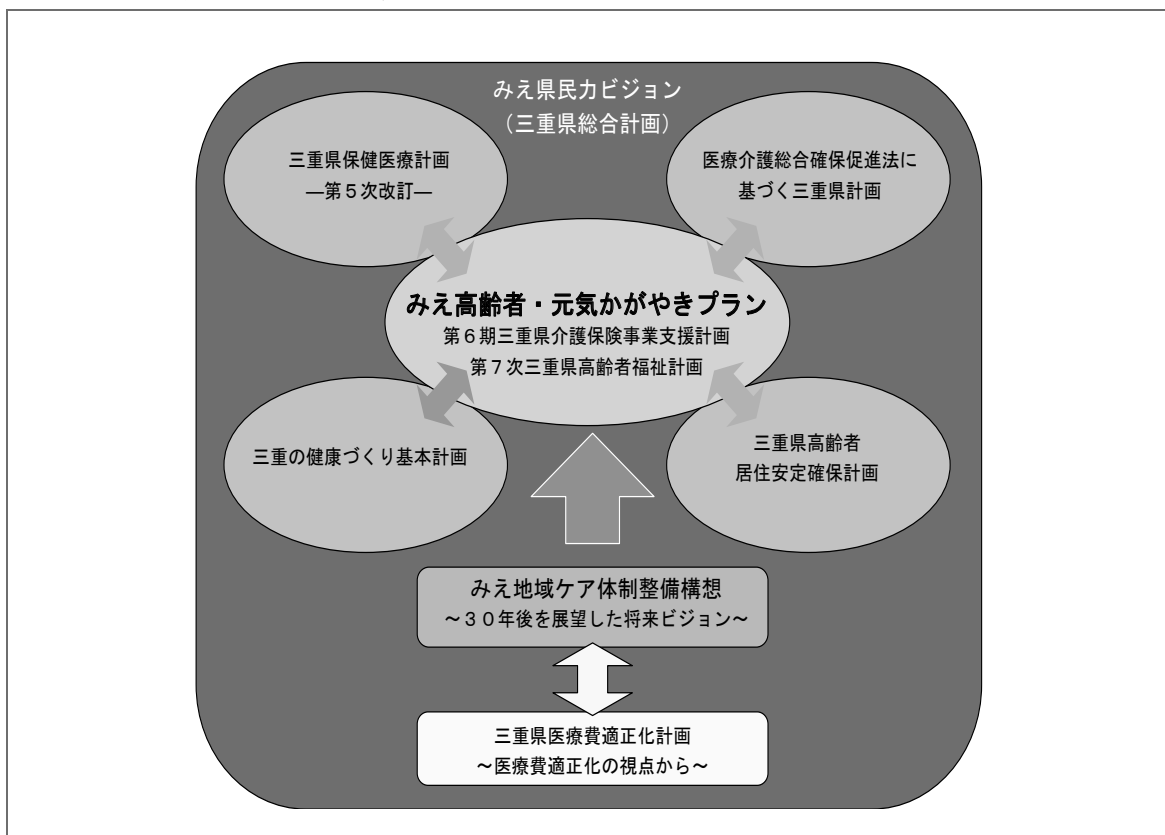 みえ県民力ビジョン
（三重県総合計画）
三重県保健医療計画
―第５次改訂―
医療介護総合確保促進法に
基づく三重県計画
みえ高齢者・元気かがやきプラン
第６期三重県介護保険事業支援計画
第７次三重県高齢者福祉計画
三重の健康づくり基本計画
三重県高齢者
居住安定確保計画
みえ地域ケア体制整備構想
～３０年後を展望した将来ビジョン～
三重県医療費適正化計画
～医療費適正化の視点から～